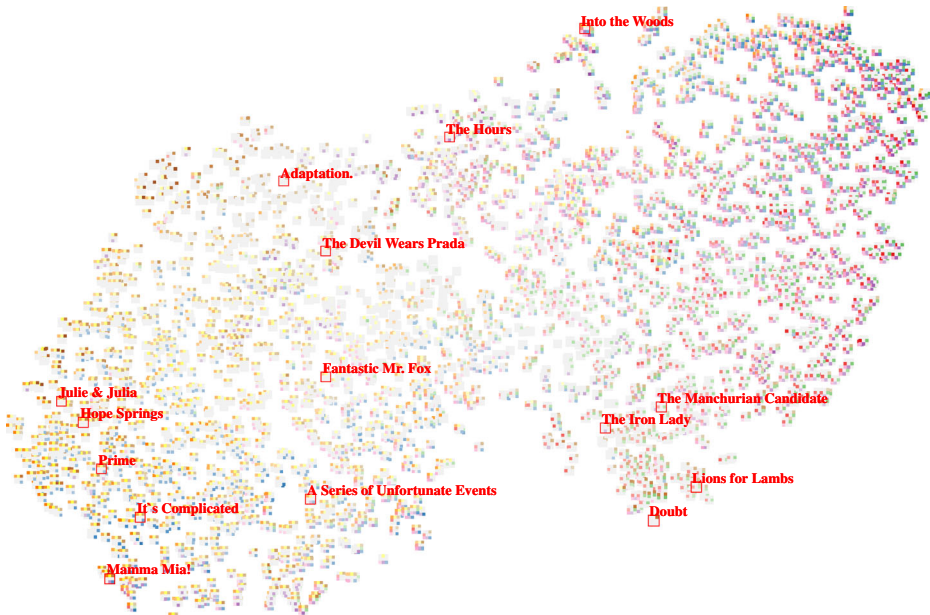 Into the Woods
The Hours
Adaptation.
The Devil Wears Prada
Fantastic Mr. Fox
Julie & Julia
The Manchurian Candidate
Hope Springs
The Iron Lady
Prime
Lions for Lambs
A Series of Unfortunate Events
It`s Complicated
Doubt
Mamma Mia!